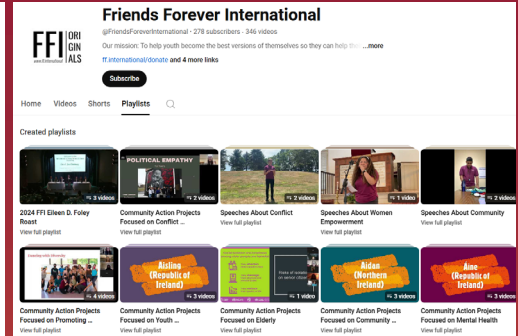 FFI
ORI
GIN
ALS
Friends Forever International
@FriendsForeverInternational · 278 subscribers · 346 videos
Our mission: To help youth become the best versions of themselves so they can help the ...more
ff.international/donate and 4 more links
Subscribe
Home Videos Shorts Playlists
Created playlists
3 videos
POLITICAL EMPATHY
2 videos
2 videos
1 video
2 videos
2024 FFI Eileen D. Foley Roast
View full playlist
Community Action Projects Focused on Conflict ...
View full playlist
Speeches About Conflict
View full playlist
Speeches About Women Empowerment
View full playlist
Speeches About Community
View full playlist
4 videos
Aisling
(Republic of
Ireland)
3 videos
1 video
Aidan
(Northern
Ireland)
3 videos
Áine
(Republic of
Ireland)
3 videos
Community Action Projects Focused on Promoting ...
View full playlist
Community Action Projects Focused on Youth ...
View full playlist
Community Action Projects Focused on Elderly
View full playlist
Community Action Projects Focused on Community ...
View full playlist
Community Action Projects Focused on Mental Health
View full playlist